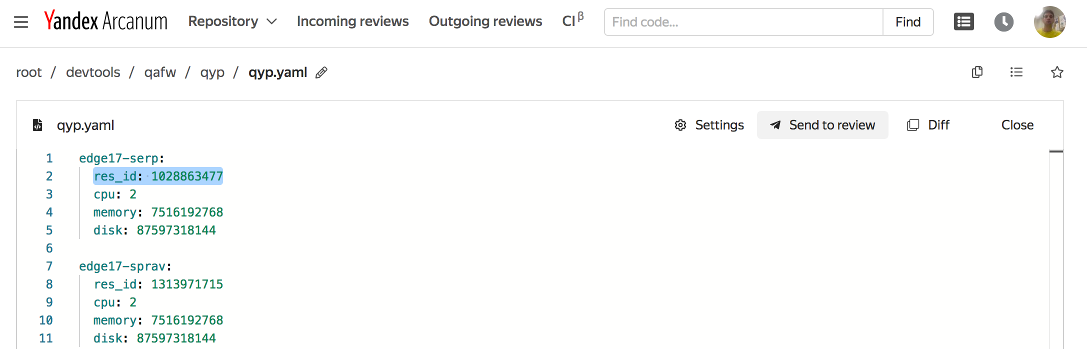 Yandex Arcanum Repository Incoming reviews Outgoing reviews CIβ Find code... Find
root / devtools / qafw / qyp / qyp.yaml
qyp.yaml Settings Send to review Diff Close
1 edge17-serp:
2 res_id: 1028863477
3 cpu: 2
4 memory: 7516192768
5 disk: 87597318144
6
7 edge17-sprav:
8 res_id: 1313971715
9 cpu: 2
10 memory: 7516192768
11 disk: 87597318144